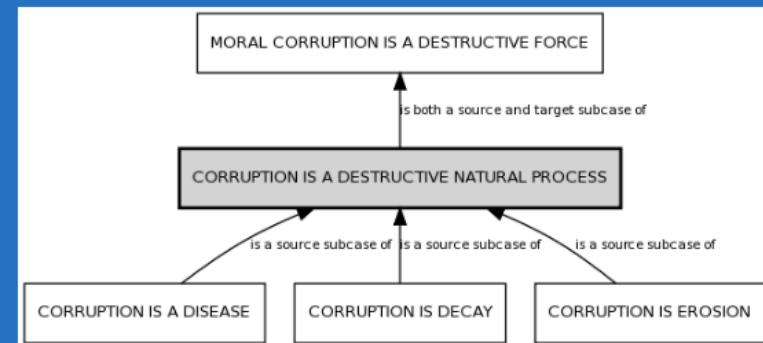 MORAL CORRUPTION IS A DESTRUCTIVE FORCE
is both a source and target subcase of
CORRUPTION IS A DESTRUCTIVE NATURAL PROCESS
is a source subcase of
is a source subcase of
is a source subcase of
CORRUPTION IS A DISEASE
CORRUPTION IS DECAY
CORRUPTION IS EROSION